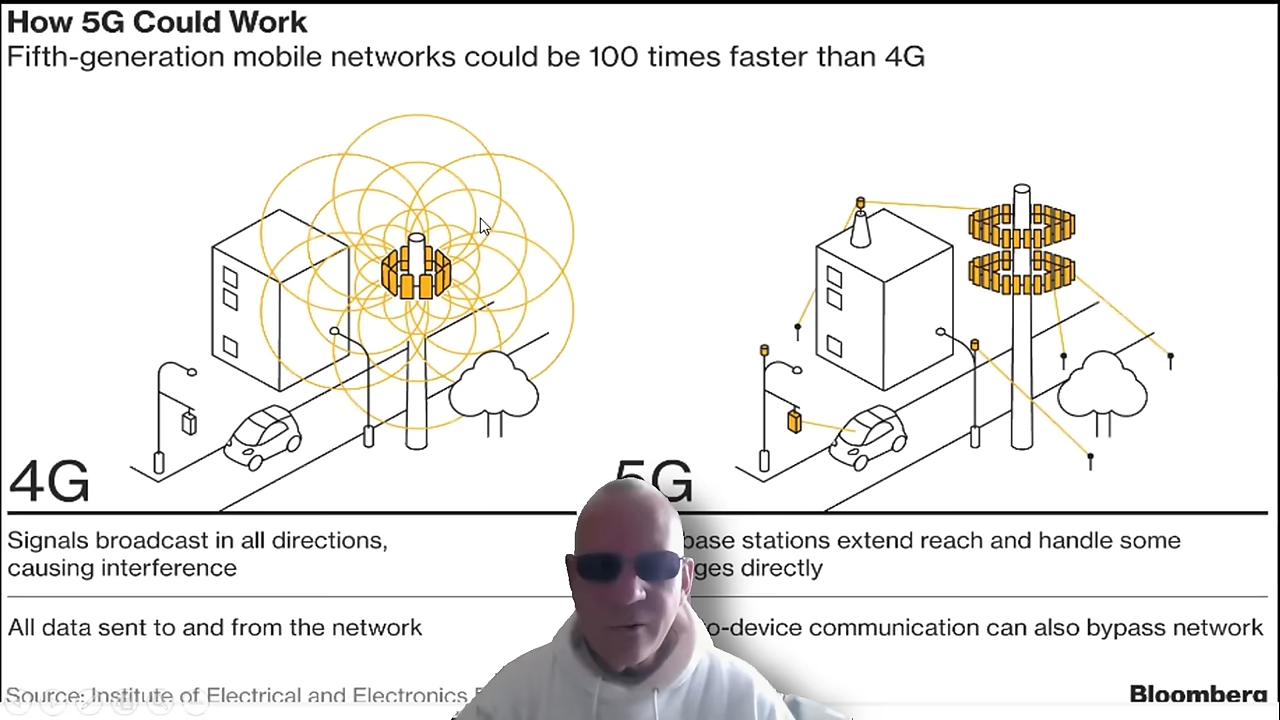 How 5G Could Work
Fifth-generation mobile networks could be 100 times faster than 4G
4G
5G
Signals broadcast in all directions,
causing interference
base stations extend reach and handle some
ges directly
All data sent to and from the network
o-device communication can also bypass network
Source: Institute of Electrical and Electronics
Bloomberg